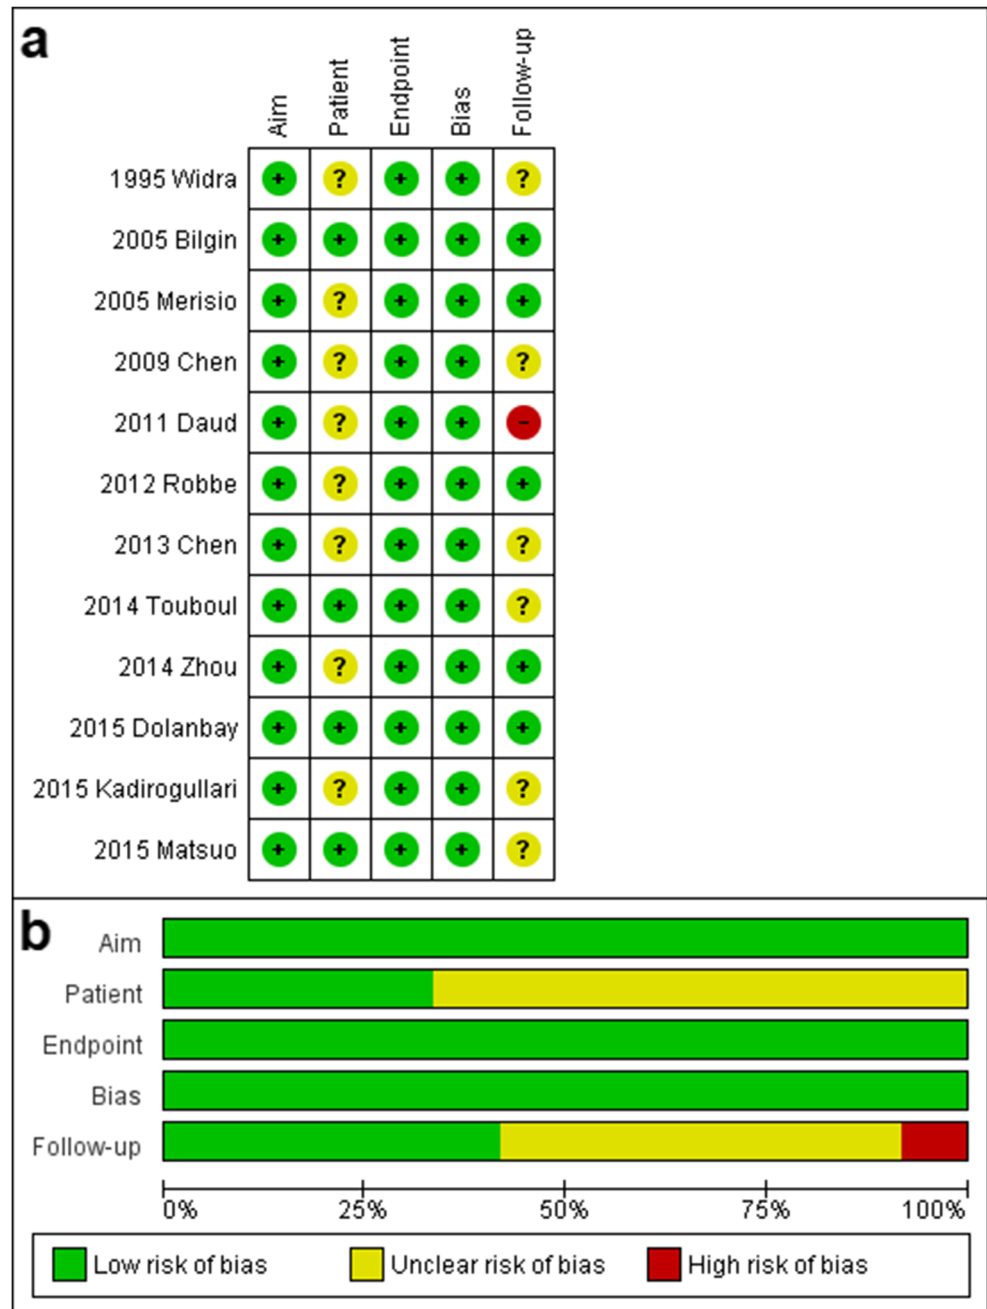 a
Aim Patient Endpoint Bias Follow-up
1995 Widra + ? + + ?
2005 Bilgin + + + + +
2005 Merisio + ? + + +
2009 Chen + ? + + ?
2011 Daud + ? + + -
2012 Robbe + ? + + +
2013 Chen + ? + + ?
2014 Touboul + + + + ?
2014 Zhou + ? + + +
2015 Dolanbay + + + + +
2015 Kadirogullari + ? + + ?
2015 Matsuo + + + + ?
b
Aim
Patient
Endpoint
Bias
Follow-up
0% 25% 50% 75% 100%
Low risk of bias Unclear risk of bias High risk of bias